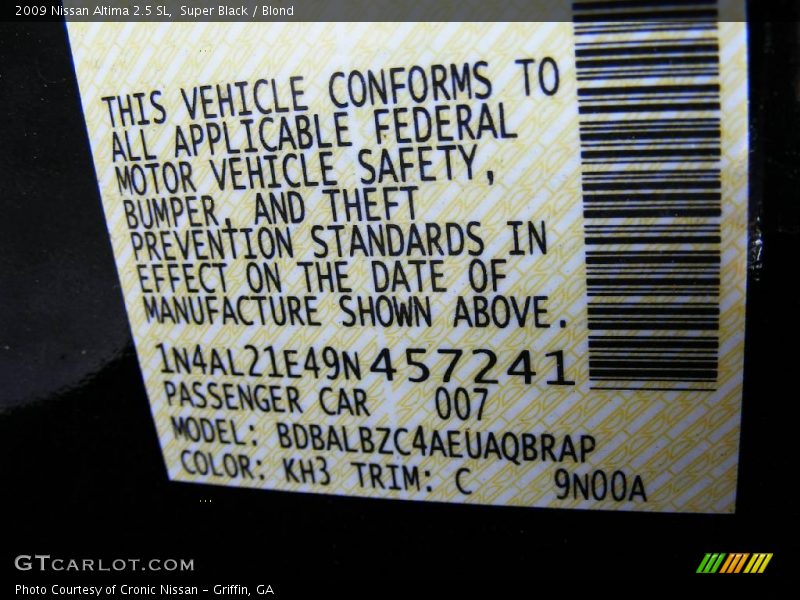 2009 Nissan Altima 2.5 SL, Super Black / Blond
THIS VEHICLE CONFORMS TO
ALL APPLICABLE FEDERAL
MOTOR VEHICLE SAFETY,
BUMPER, AND THEFT
PREVENTION STANDARDS IN
EFFECT ON THE DATE OF
MANUFACTURE SHOWN ABOVE.
1N4AL21E49N457241
PASSENGER CAR 007
MODEL: BDBALBZC4AEUAQBRAP
COLOR: KH3 TRIM: C 9N00A
GTCARLOT.COM
Photo Courtesy of Cronic Nissan - Griffin, GA